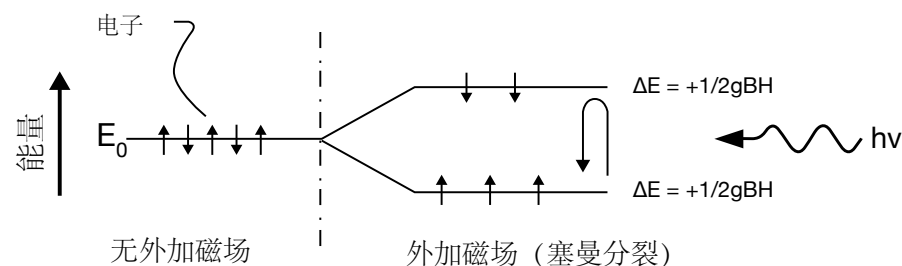 电子
ΔE = +1/2gBH
能量
E₀
hv
ΔE = +1/2gBH
无外加磁场
外加磁场（塞曼分裂）